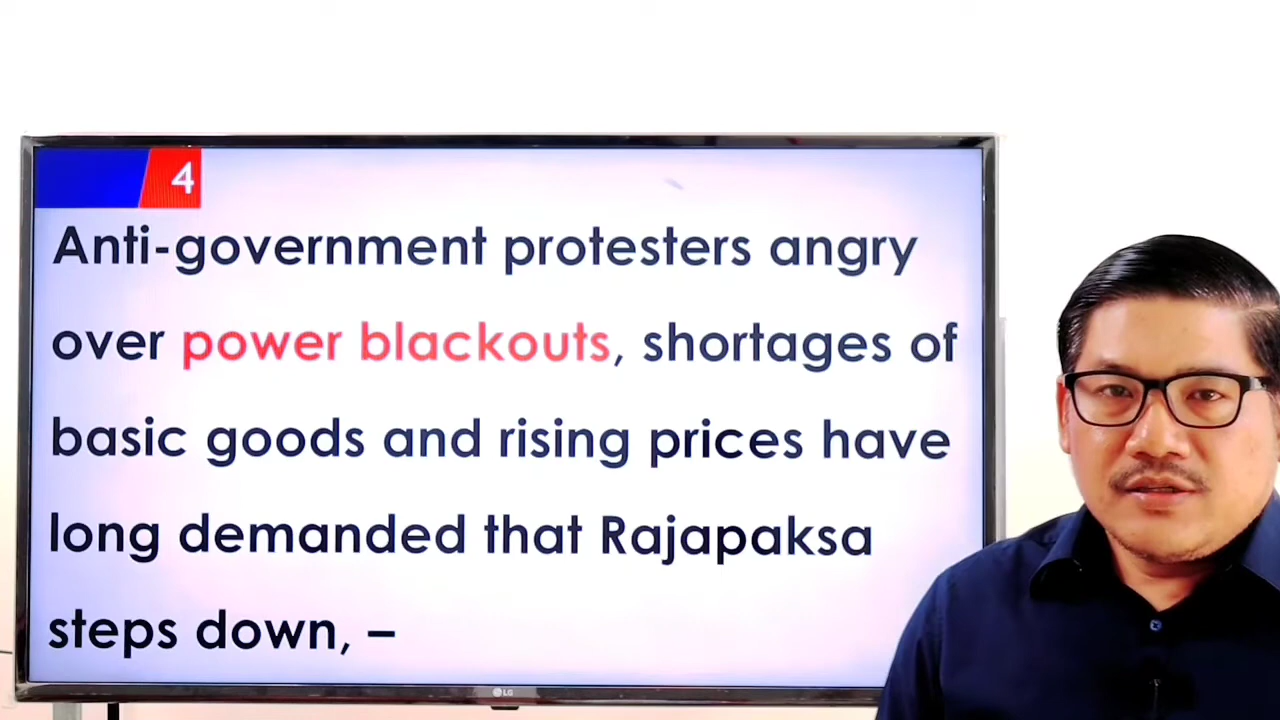 4
Anti-government protesters angry
over power blackouts, shortages of
basic goods and rising prices have
long demanded that Rajapaksa
steps down, –
LG